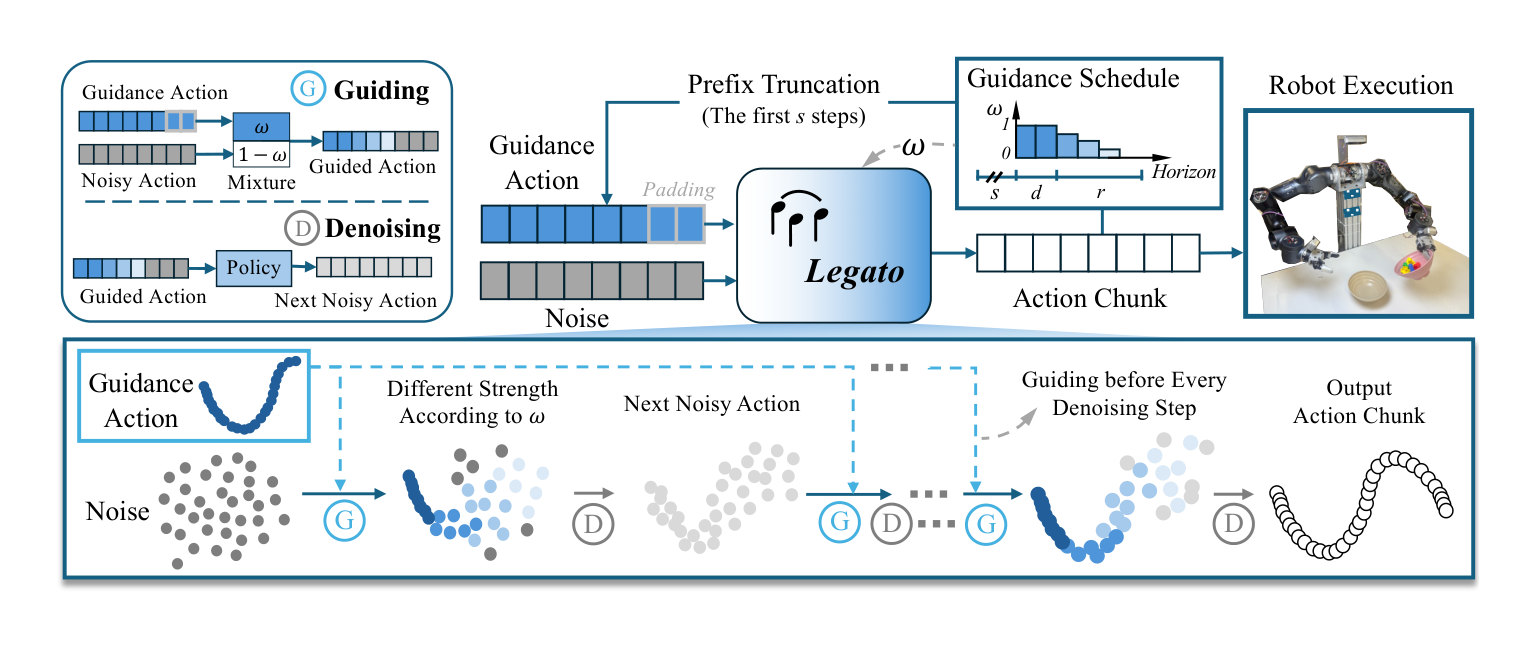 Guidance Action
G Guiding
ω
1 − ω
Noisy Action
Mixture
Guided Action
D Denoising
Policy
Guided Action
Next Noisy Action
Prefix Truncation
(The first s steps)
Guidance
Action
Padding
Noise
ω
Legato
Guidance Schedule
ω
1
0
Horizon
s d r
Action Chunk
Robot Execution
Guidance
Action
Noise
G
Different Strength
According to ω
D
Next Noisy Action
G D G
Guiding before Every
Denoising Step
D
Output
Action Chunk